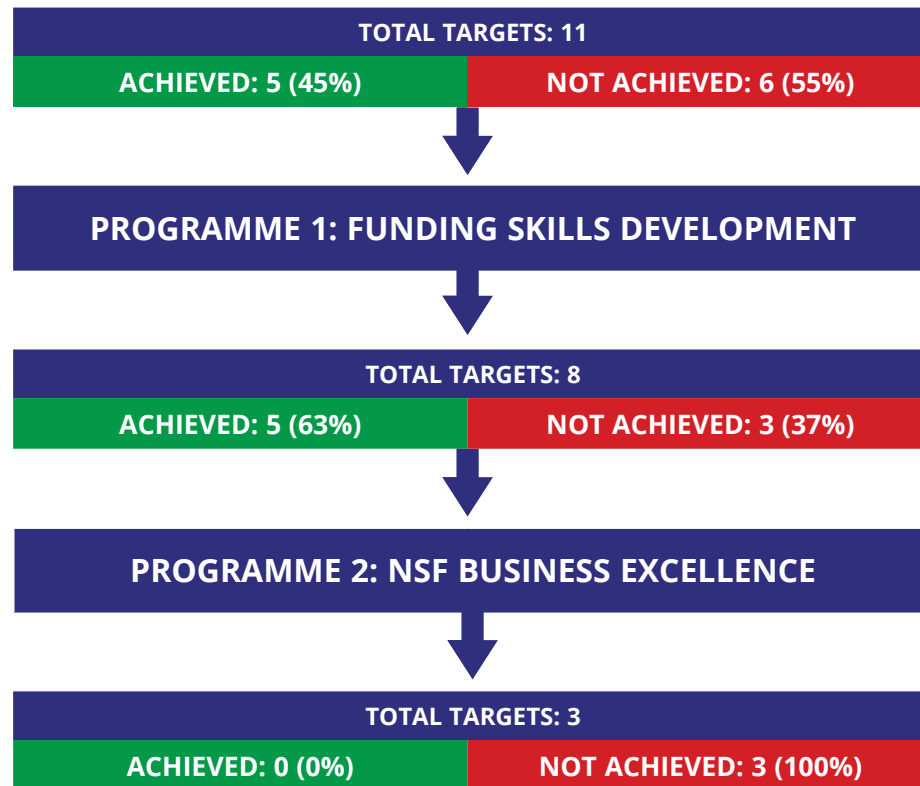 TOTAL TARGETS: 11
ACHIEVED: 5 (45%) NOT ACHIEVED: 6 (55%)
PROGRAMME 1: FUNDING SKILLS DEVELOPMENT
TOTAL TARGETS: 8
ACHIEVED: 5 (63%) NOT ACHIEVED: 3 (37%)
PROGRAMME 2: NSF BUSINESS EXCELLENCE
TOTAL TARGETS: 3
ACHIEVED: 0 (0%) NOT ACHIEVED: 3 (100%)